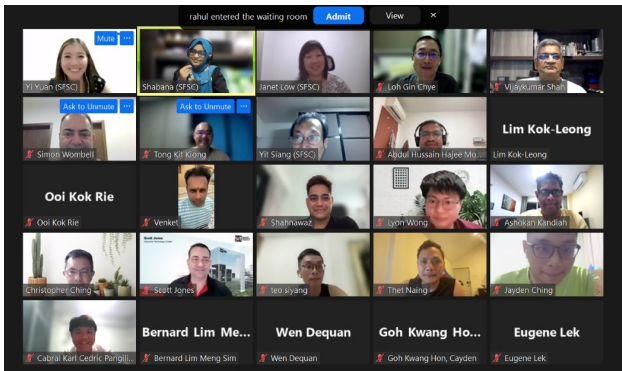 rahul entered the waiting room Admit View ×
Mute ...
Yi Yuan (SFSC)
Shabana (SFSC)
Janet Low (SFSC)
Loh Gin Chye
Vijaykumar Shah
Ask to Unmute ...
Ask to Unmute ...
Lim Kok-Leong
Simon Wombell
Tong Kit Kiong
Yit Siang (SFSC)
Abdul Hussain Hajee Mo...
Lim Kok-Leong
Ooi Kok Rie
Ooi Kok Rie
Venket
Shahnawaz
Lyon Wong
Ashokan Kandiah
Scott Jones
Christopher Ching
Scott Jones
teo siyang
Thet Naing
Jayden Ching
Bernard Lim Me...
Wen Dequan
Goh Kwang Ho...
Eugene Lek
Cabral Karl Cedric Pangili...
Bernard Lim Meng Sim
Wen Dequan
Goh Kwang Hon, Cayden
Eugene Lek